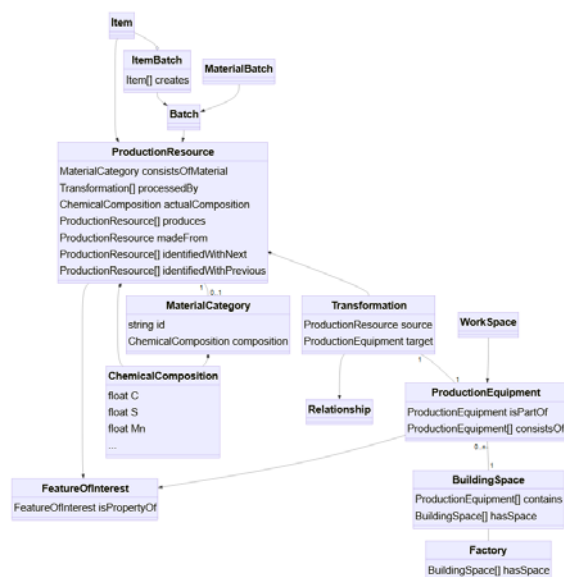 Item
ItemBatch
Item[] creates
MaterialBatch
Batch
ProductionResource
MaterialCategory consistsOfMaterial
Transformation[] processedBy
ChemicalComposition actualComposition
ProductionResource[] produces
ProductionResource madeFrom
ProductionResource[] identifiedWithNext
ProductionResource[] identifiedWithPrevious
1
0..1
MaterialCategory
string id
ChemicalComposition composition
Transformation
ProductionResource source
ProductionEquipment target
WorkSpace
1
1
ChemicalComposition
float C
float S
float Mn
...
Relationship
ProductionEquipment
ProductionEquipment isPartOf
ProductionEquipment[] consistsOf
0..*
1
FeatureOfInterest
FeatureOfInterest isPropertyOf
BuildingSpace
ProductionEquipment[] contains
BuildingSpace[] hasSpace
Factory
BuildingSpace[] hasSpace